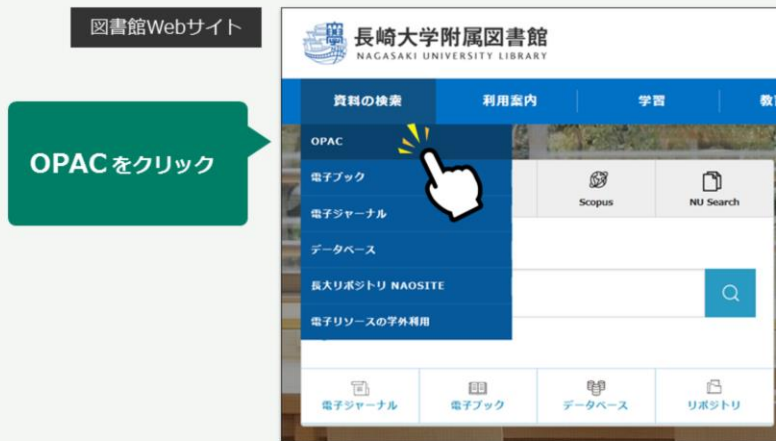 図書館Webサイト
長崎大学附属図書館
NAGASAKI UNIVERSITY LIBRARY
資料の検索
利用案内
学習
OPACをクリック
OPAC
電子ブック
電子ジャーナル
データベース
長大リポジトリ NAOSITE
電子リソースの学外利用
Scopus
NU Search
電子ジャーナル
電子ブック
データベース
リポジトリ